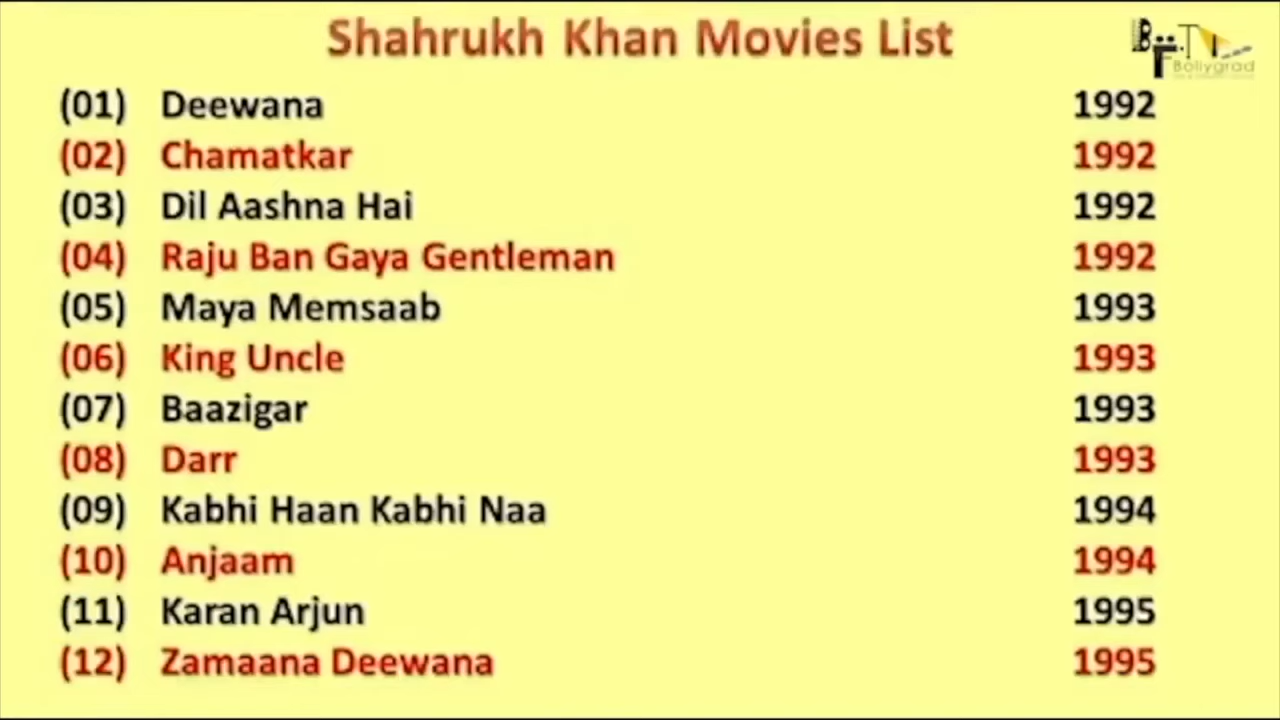 Shahrukh Khan Movies List
Bollygrad
(01) Deewana 1992
(02) Chamatkar 1992
(03) Dil Aashna Hai 1992
(04) Raju Ban Gaya Gentleman 1992
(05) Maya Memsaab 1993
(06) King Uncle 1993
(07) Baazigar 1993
(08) Darr 1993
(09) Kabhi Haan Kabhi Naa 1994
(10) Anjaam 1994
(11) Karan Arjun 1995
(12) Zamaana Deewana 1995